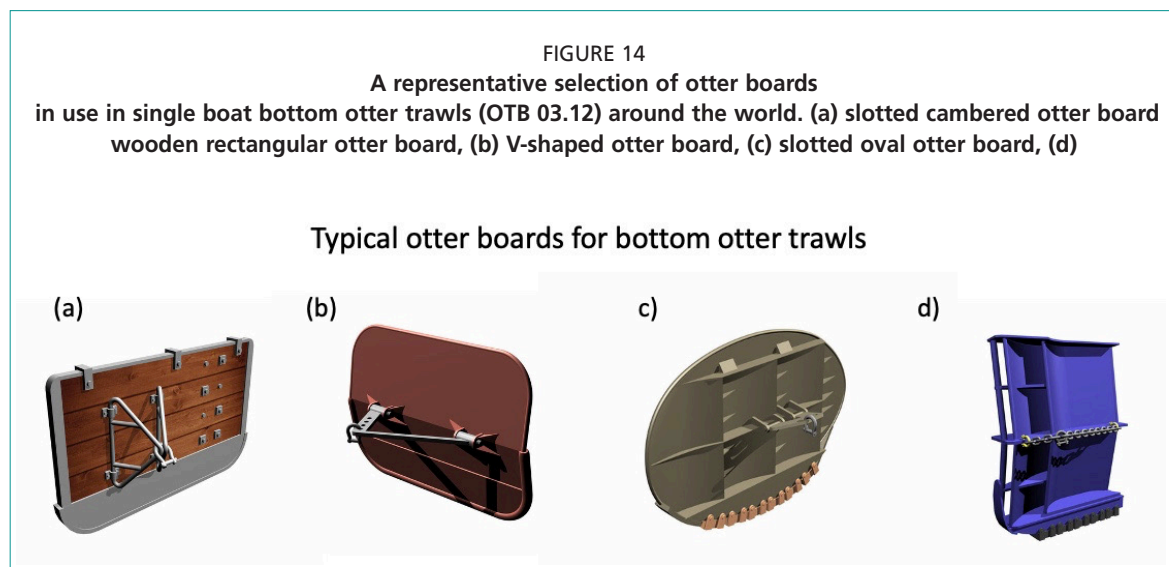 FIGURE 14
A representative selection of otter boards
in use in single boat bottom otter trawls (OTB 03.12) around the world. (a) slotted cambered otter board
wooden rectangular otter board, (b) V-shaped otter board, (c) slotted oval otter board, (d)
Typical otter boards for bottom otter trawls
(a)
(b)
c)
d)